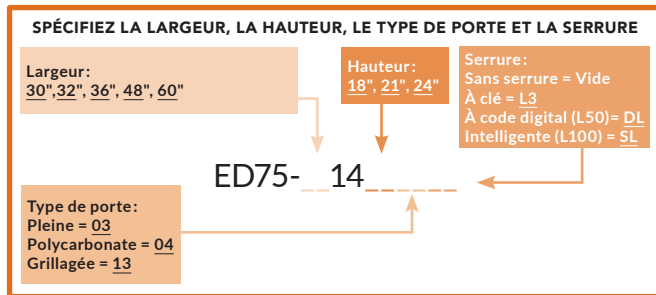 SPÉCIFIEZ LA LARGEUR, LA HAUTEUR, LE TYPE DE PORTE ET LA SERRURE
Largeur:
30",32", 36", 48", 60"
Hauteur:
18", 21", 24"
Serrure:
Sans serrure = Vide
À clé = L3
À code digital (L50)= DL
Intelligente (L100) = SL
ED75-_ _14_ _ _ _ _ _
Type de porte:
Pleine = 03
Polycarbonate = 04
Grillagée = 13